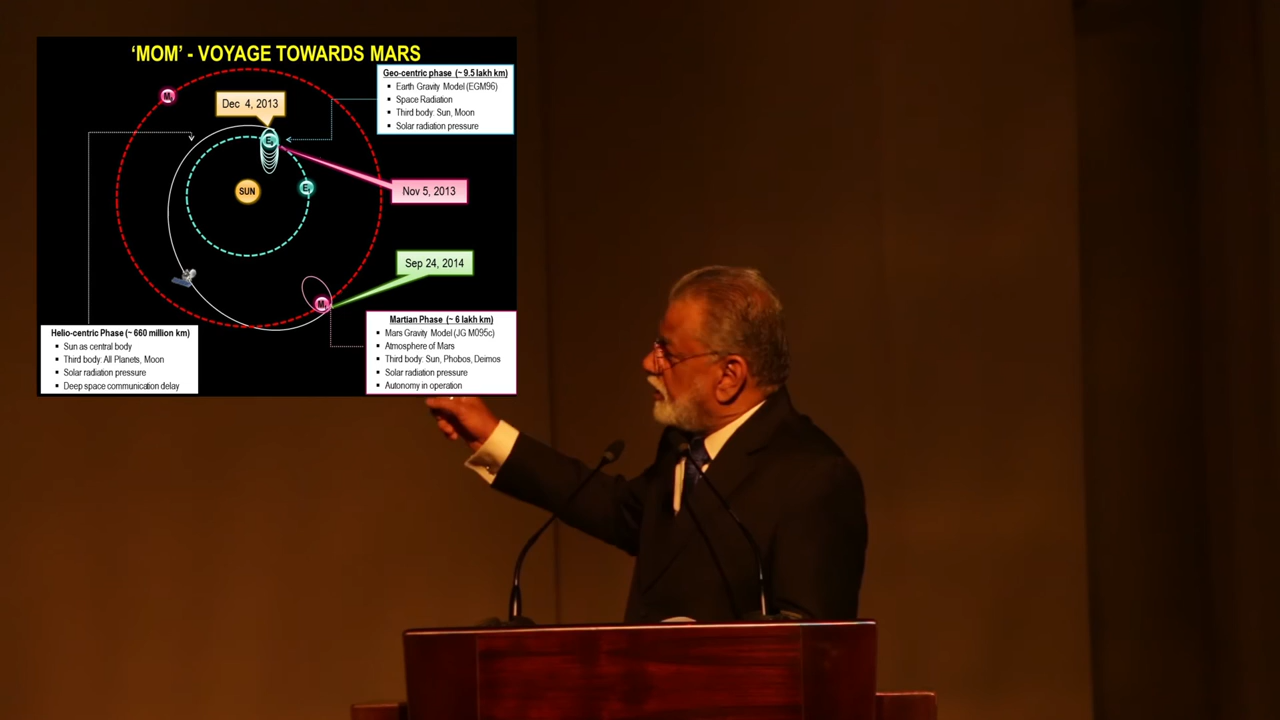 ‘MOM’ - VOYAGE TOWARDS MARS
Geo-centric phase (~ 9.5 lakh km)
▪ Earth Gravity Model (EGM96)
▪ Space Radiation
▪ Third body: Sun, Moon
▪ Solar radiation pressure
M
Dec 4, 2013
E
SUN
E
Nov 5, 2013
Sep 24, 2014
M
Helio-centric Phase (~ 660 million km)
▪ Sun as central body
▪ Third body: All Planets, Moon
▪ Solar radiation pressure
▪ Deep space communication delay
Martian Phase (~ 6 lakh km)
▪ Mars Gravity Model (JG M095c)
▪ Atmosphere of Mars
▪ Third body: Sun, Phobos, Deimos
▪ Solar radiation pressure
▪ Autonomy in operation